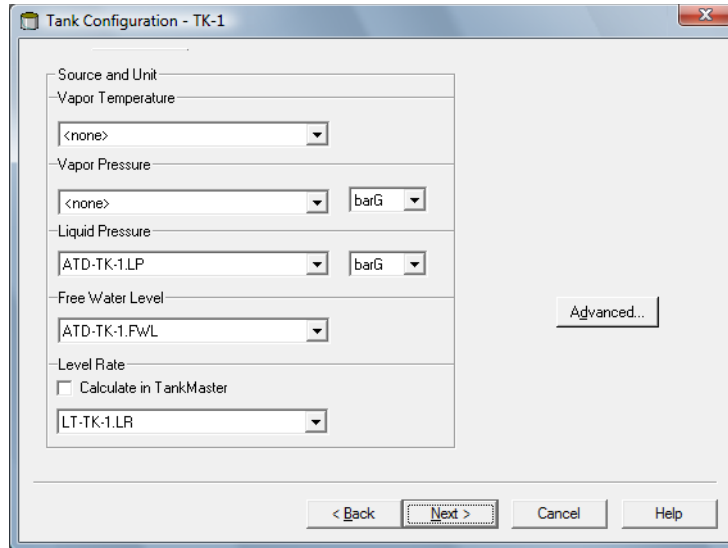 Tank Configuration - TK-1
Source and Unit
Vapor Temperature
<none>
Vapor Pressure
<none> barG
Liquid Pressure
ATD-TK-1.LP barG
Free Water Level
ATD-TK-1.FWL
Advanced...
Level Rate
Calculate in TankMaster
LT-TK-1.LR
< Back Next > Cancel Help